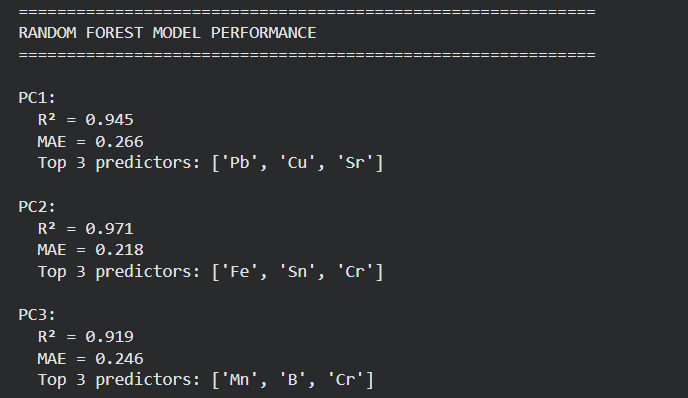 ============================================================
RANDOM FOREST MODEL PERFORMANCE
============================================================
PC1:
R² = 0.945
MAE = 0.266
Top 3 predictors: ['Pb', 'Cu', 'Sr']
PC2:
R² = 0.971
MAE = 0.218
Top 3 predictors: ['Fe', 'Sn', 'Cr']
PC3:
R² = 0.919
MAE = 0.246
Top 3 predictors: ['Mn', 'B', 'Cr']